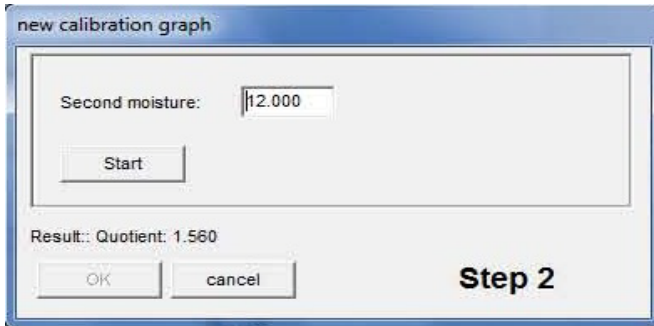 new calibration graph
Second moisture: 12.000
Start
Result:: Quotient: 1.560
OK cancel Step 2